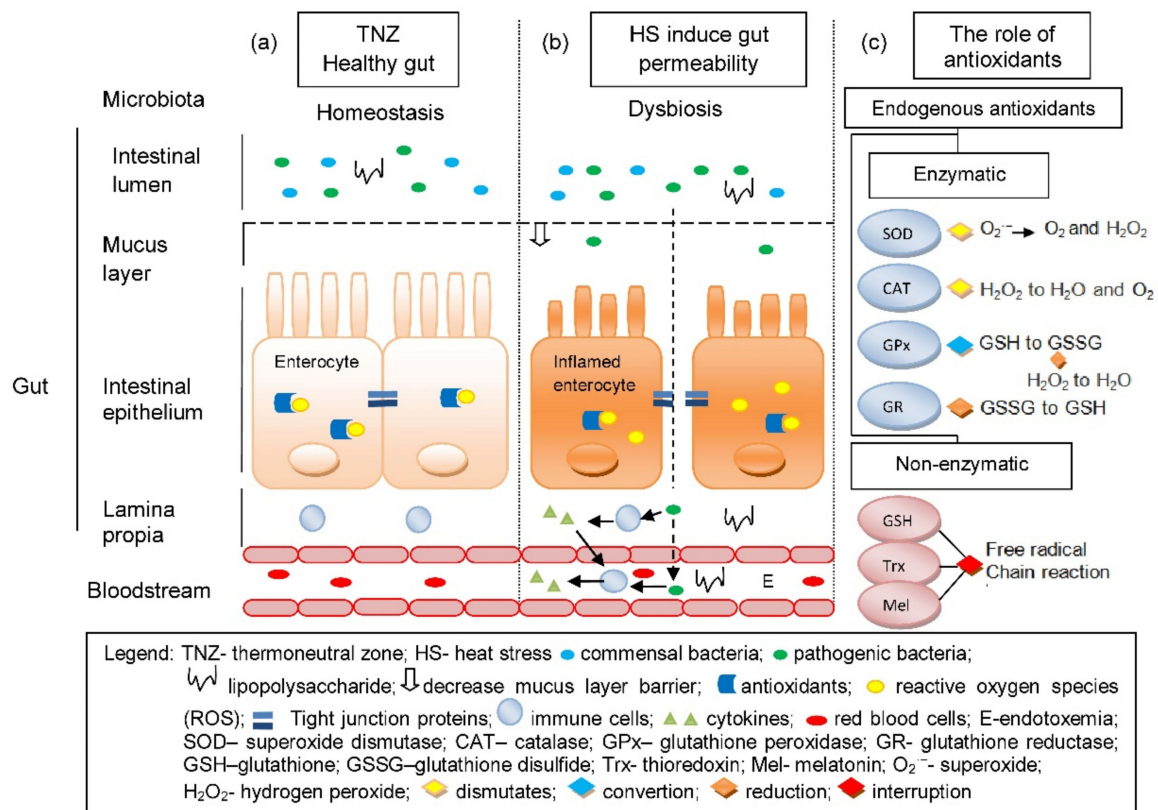 (a)
TNZ
Healthy gut
(b)
HS induce gut
permeability
(c)
The role of
antioxidants
Microbiota
Homeostasis
Dysbiosis
Endogenous antioxidants
Gut
Intestinal
lumen
Enzymatic
Mucus
layer
SOD
O₂˙⁻ → O₂ and H₂O₂
CAT
H₂O₂ to H₂O and O₂
GPx
GSH to GSSG
H₂O₂ to H₂O
GR
GSSG to GSH
Intestinal
epithelium
Enterocyte
Inflamed
enterocyte
Non-enzymatic
Lamina
propia
GSH
Trx
Mel
Free radical
Chain reaction
Bloodstream
E
Legend: TNZ- thermoneutral zone; HS- heat stress commensal bacteria; pathogenic bacteria;
lipopolysaccharide; decrease mucus layer barrier; antioxidants; reactive oxygen species
(ROS); Tight junction proteins; immune cells; cytokines; red blood cells; E-endotoxemia;
SOD– superoxide dismutase; CAT– catalase; GPx– glutathione peroxidase; GR- glutathione reductase;
GSH–glutathione; GSSG–glutathione disulfide; Trx- thioredoxin; Mel- melatonin; O₂˙⁻- superoxide;
H₂O₂- hydrogen peroxide; dismutates; convertion; reduction; interruption